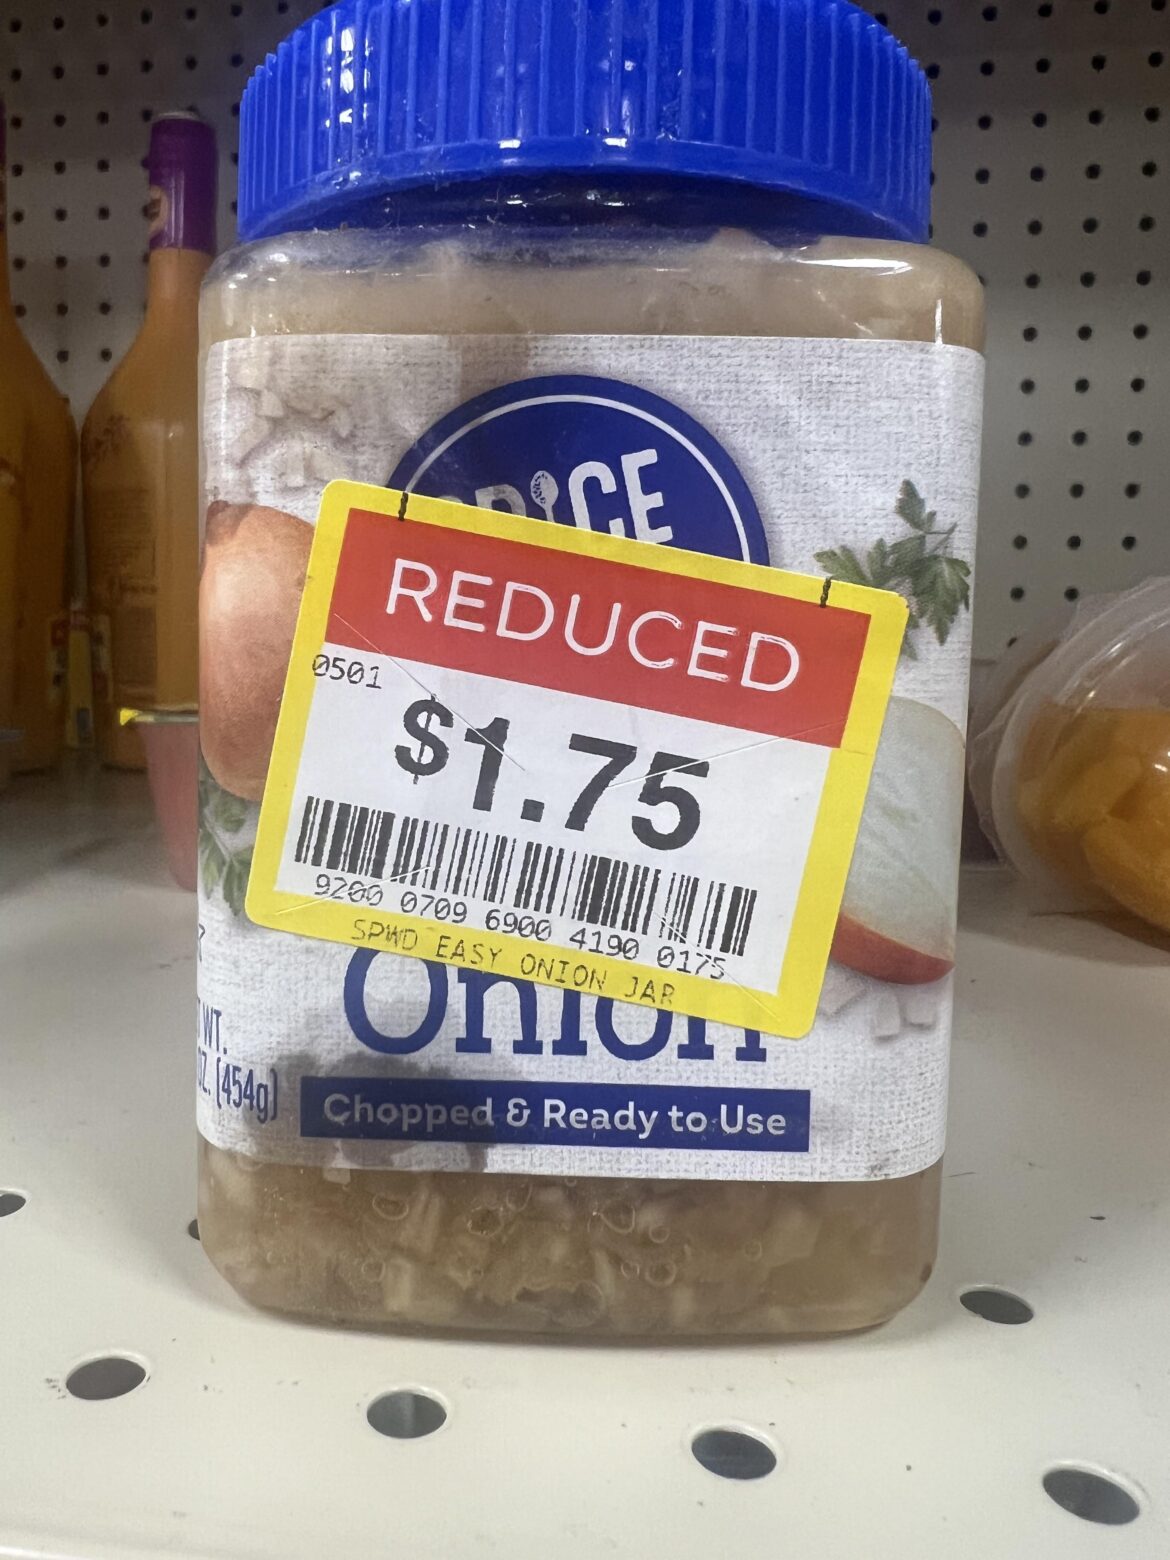 SPICE
REDUCED
0501
$1.75
9200 0709 6900 4190 0175
SPWD EASY ONION JAR
Onion
WT.
OZ. (454g)
Chopped & Ready to Use